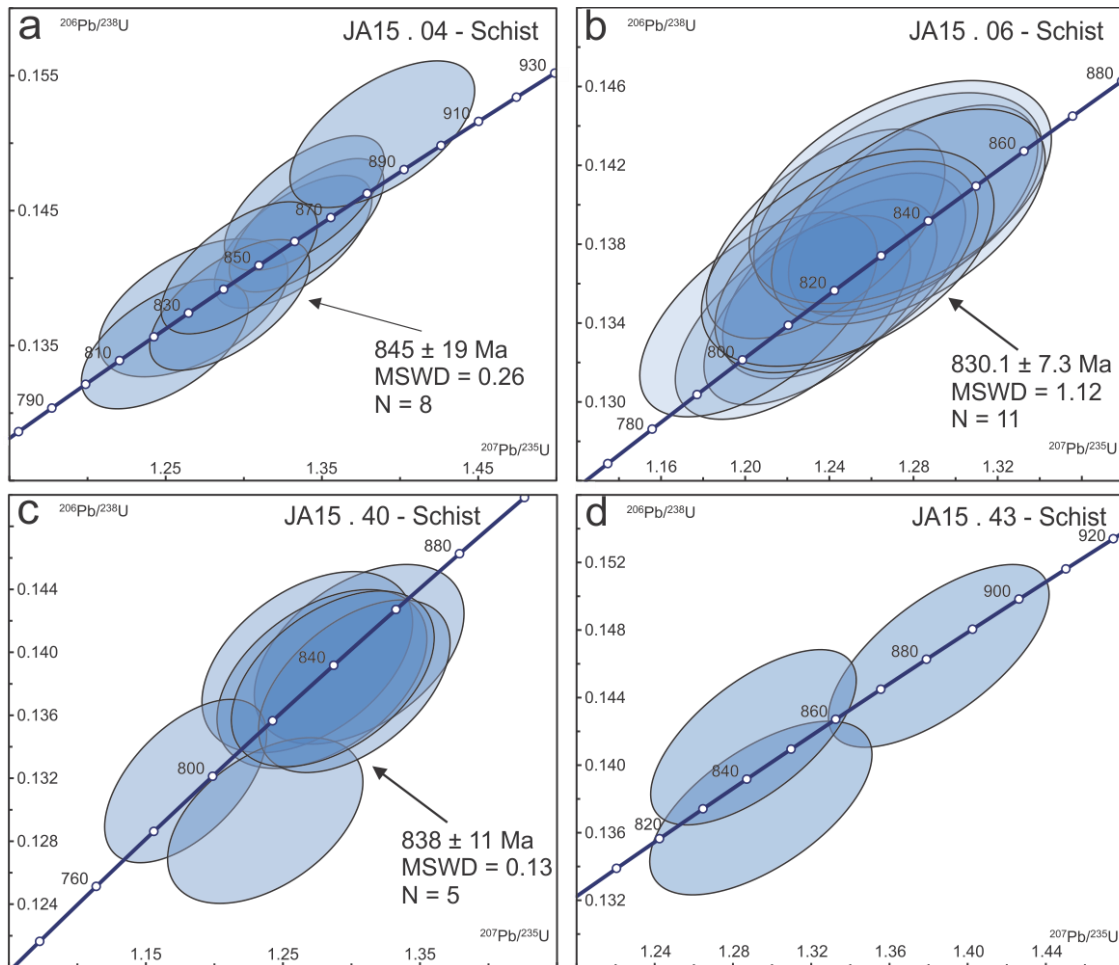 a
²⁰⁶Pb/²³⁸U
JA15 . 04 - Schist
0.155
0.145
0.135
930
910
890
870
850
830
810
790
845 ± 19 Ma
MSWD = 0.26
N = 8
²⁰⁷Pb/²³⁵U
1.25
1.35
1.45
b
²⁰⁶Pb/²³⁸U
JA15 . 06 - Schist
0.146
0.142
0.138
0.134
0.130
880
860
840
820
800
780
830.1 ± 7.3 Ma
MSWD = 1.12
N = 11
²⁰⁷Pb/²³⁵U
1.16
1.20
1.24
1.28
1.32
c
²⁰⁶Pb/²³⁸U
JA15 . 40 - Schist
0.144
0.140
0.136
0.132
0.128
0.124
880
840
800
760
838 ± 11 Ma
MSWD = 0.13
N = 5
²⁰⁷Pb/²³⁵U
1.15
1.25
1.35
d
²⁰⁶Pb/²³⁸U
JA15 . 43 - Schist
0.152
0.148
0.144
0.140
0.136
0.132
920
900
880
860
840
820
²⁰⁷Pb/²³⁵U
1.24
1.28
1.32
1.36
1.40
1.44